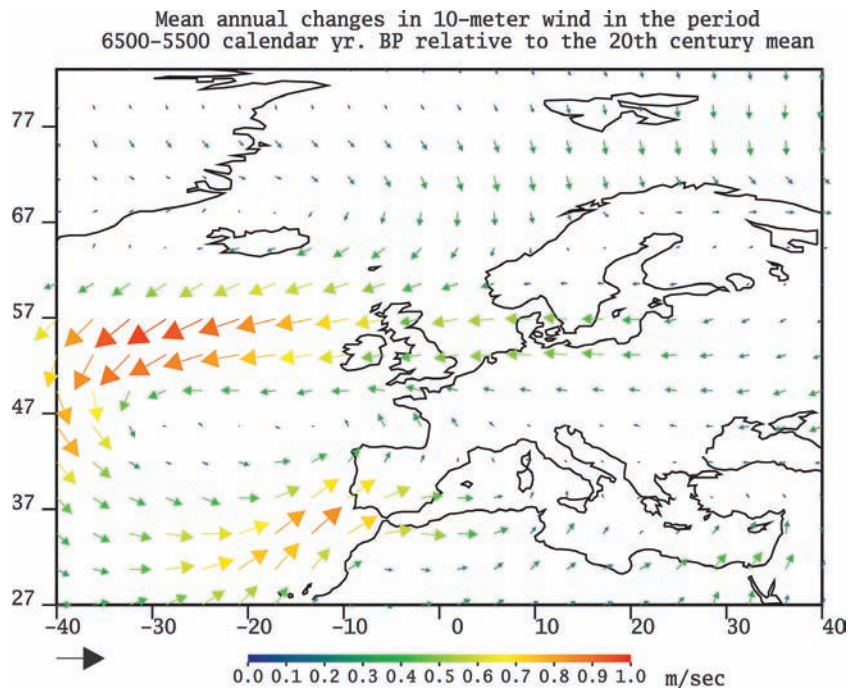 Mean annual changes in 10-meter wind in the period
6500-5500 calendar yr. BP relative to the 20th century mean
77
67
57
47
37
27
-40 -30 -20 -10 0 10 20 30 40
0.0 0.1 0.2 0.3 0.4 0.5 0.6 0.7 0.8 0.9 1.0 m/sec